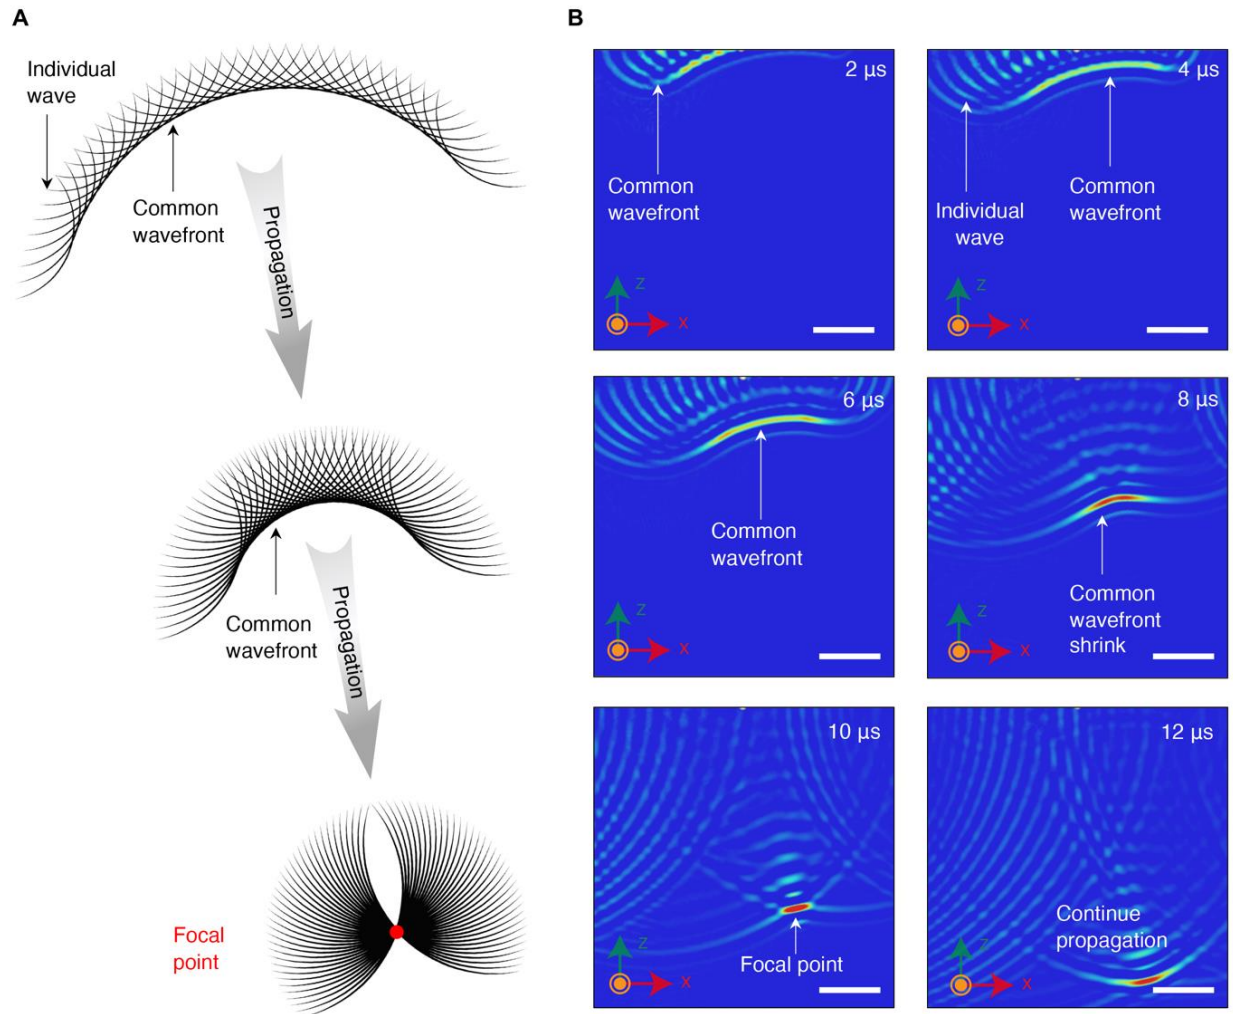 A
Individual
wave
Common
wavefront
Propagation
Common
wavefront
Propagation
Focal
point
B
2 µs
Common
wavefront
Z
X
4 µs
Individual
wave
Common
wavefront
Z
X
6 µs
Common
wavefront
Z
X
8 µs
Common
wavefront
shrink
Z
X
10 µs
Focal point
Z
X
12 µs
Continue
propagation
Z
X